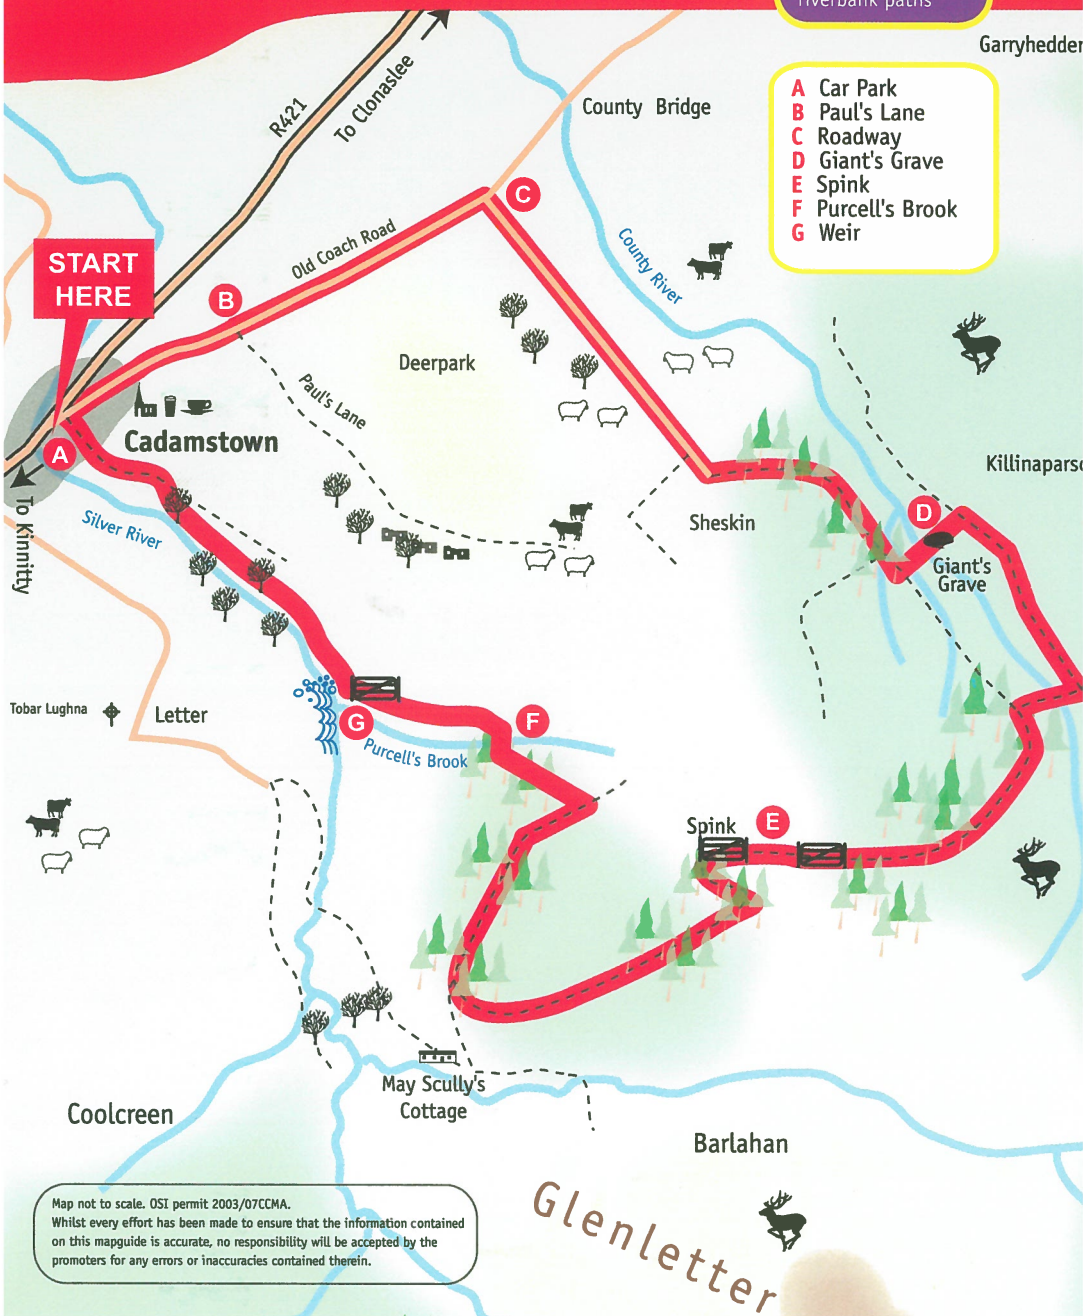 riverbank paths
Garryhedder
A Car Park
B Paul's Lane
C Roadway
D Giant's Grave
E Spink
F Purcell's Brook
G Weir
County Bridge
R421
To Clonaslee
C
Old Coach Road
County River
START
HERE
B
Deerpark
Paul's Lane
Cadamstown
A
To Kinnitty
Silver River
Killinaparso
Sheskin
D
Giant's
Grave
Tobar Lughna
Letter
G
F
Purcell's Brook
Spink
E
May Scully's
Cottage
Coolcreen
Barlahan
Glenletter
Map not to scale. OSI permit 2003/07CCMA.
Whilst every effort has been made to ensure that the information contained
on this mapguide is accurate, no responsibility will be accepted by the
promoters for any errors or inaccuracies contained therein.